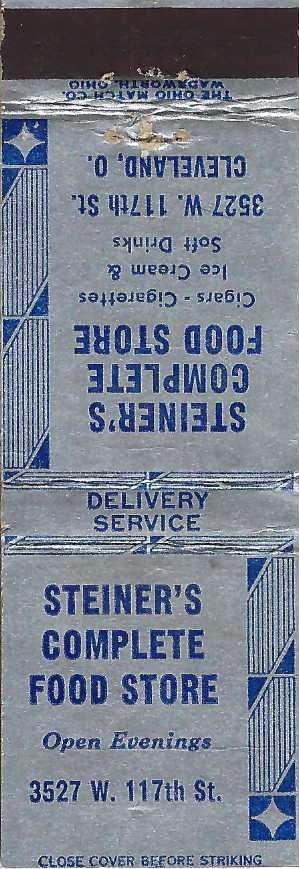 THE OHIO MATCH CO.
WADSWORTH, OHIO
STEINER'S
COMPLETE
FOOD STORE
Cigars - Cigarettes
Ice Cream &
Soft Drinks
3527 W. 117th St.
CLEVELAND, O.
DELIVERY
SERVICE
STEINER'S
COMPLETE
FOOD STORE
Open Evenings
3527 W. 117th St.
CLOSE COVER BEFORE STRIKING